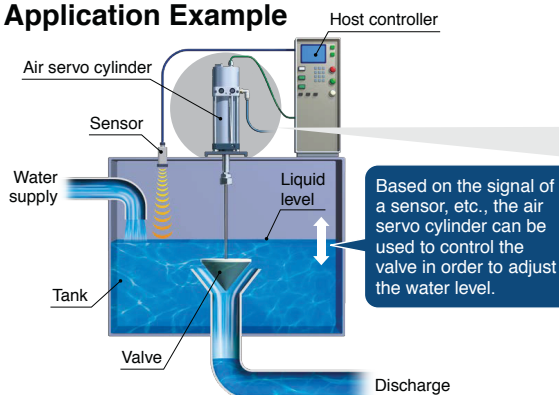 Application Example
Host controller
Air servo cylinder
Sensor
Water
supply
Liquid
level
Based on the signal of
a sensor, etc., the air
servo cylinder can be
used to control the
valve in order to adjust
the water level.
Tank
Valve
Discharge